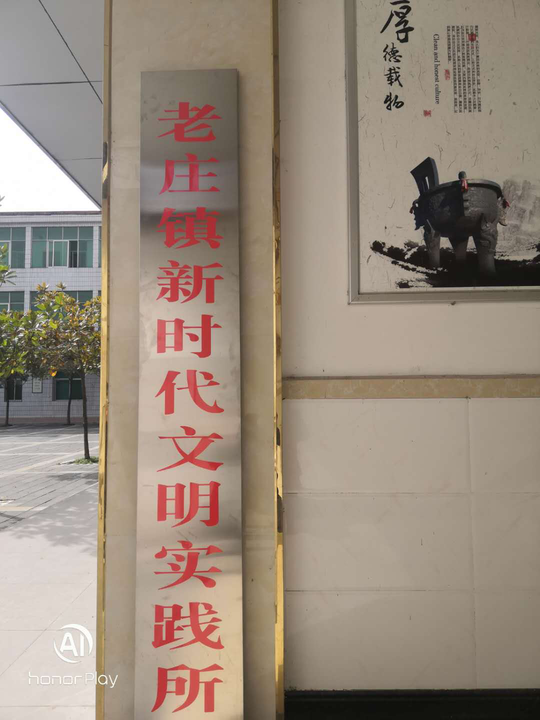 老庄镇新时代文明实践所
厚德载物
Clean and honest culture
AI
honor Play